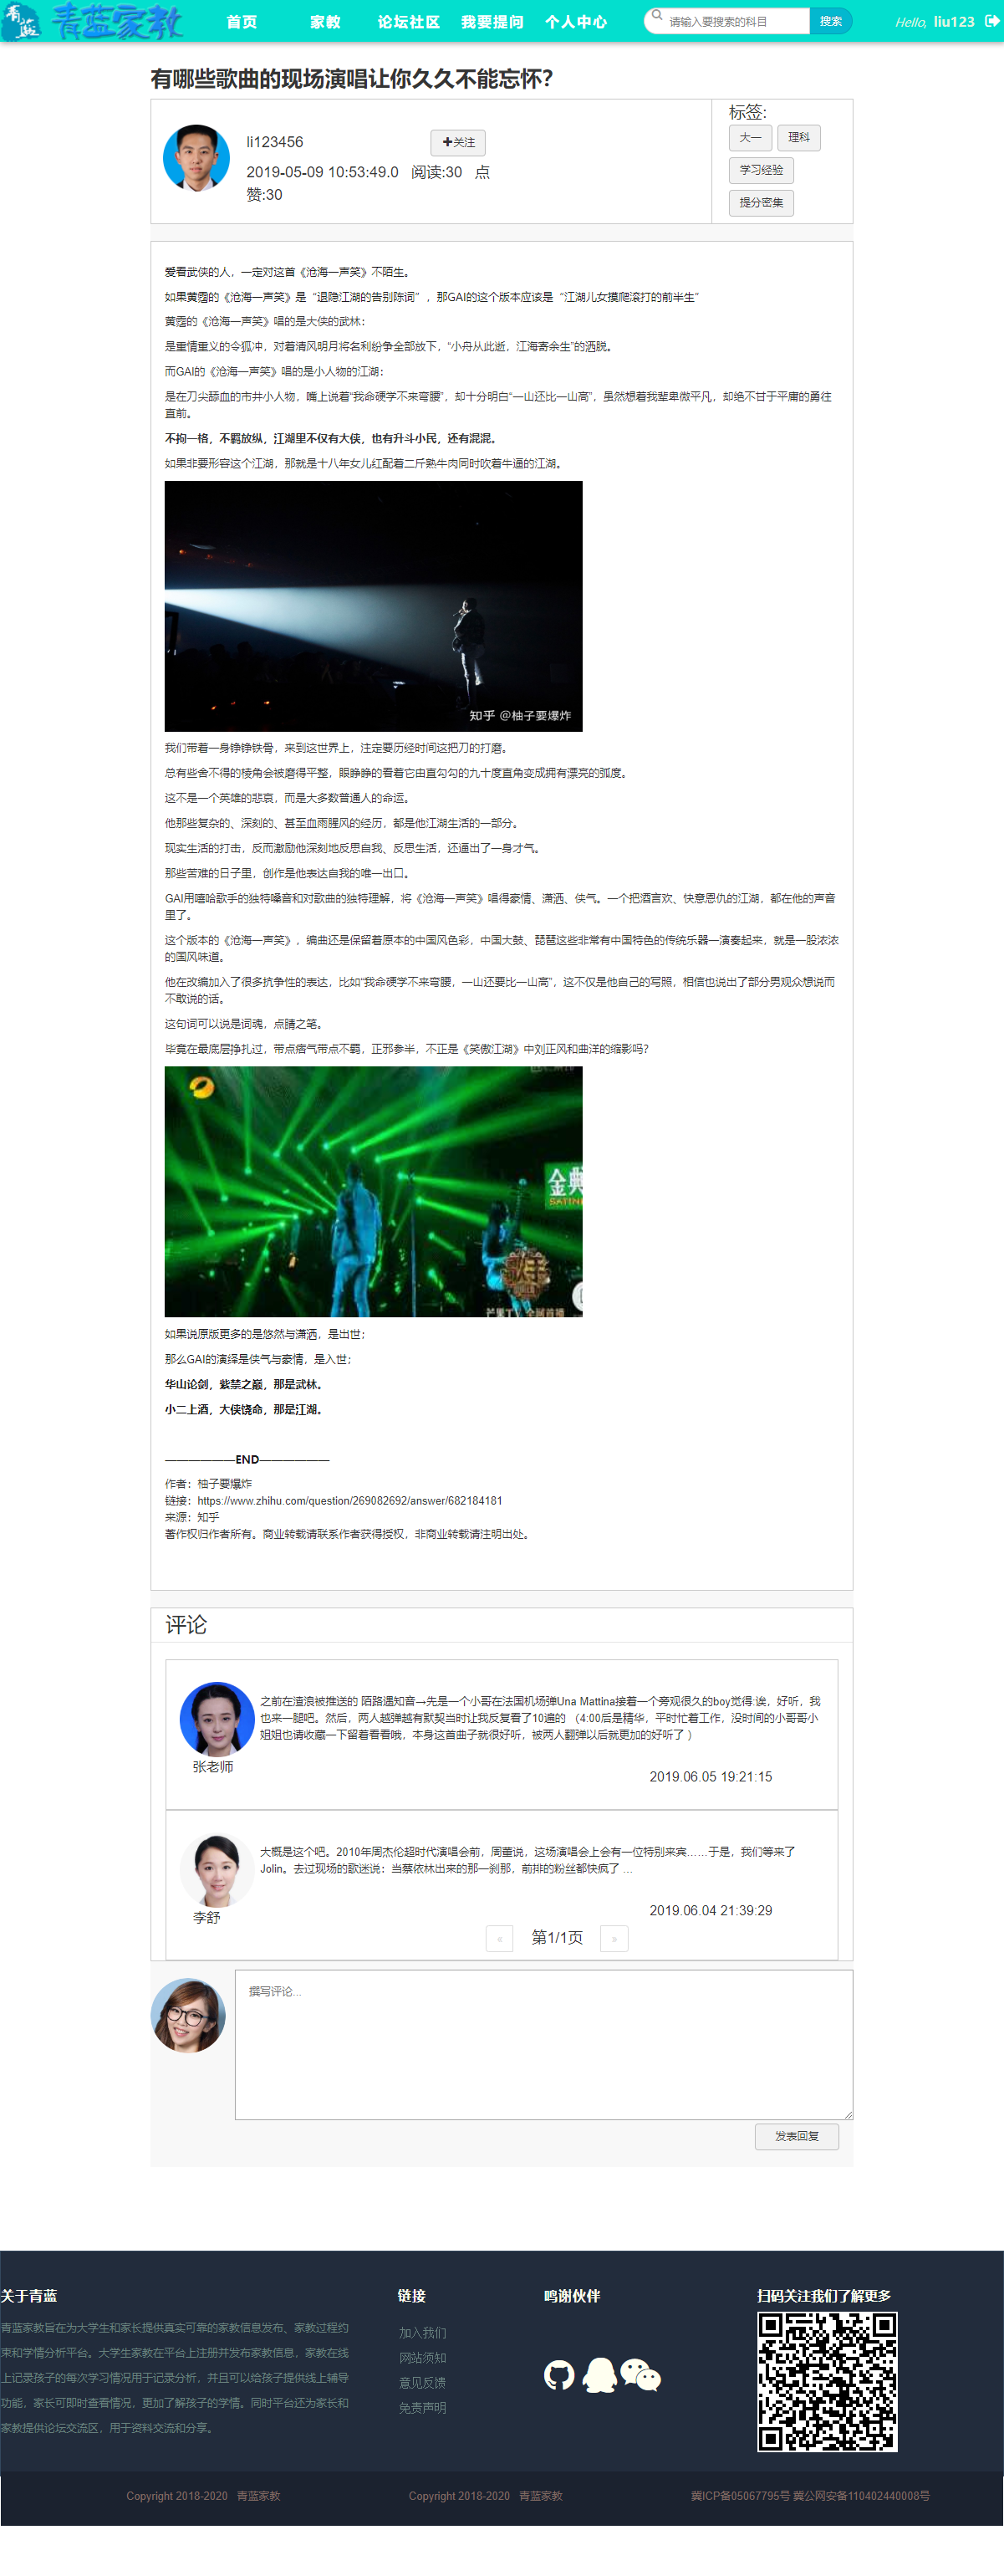 青蓝 青蓝家教 首页 家教 论坛社区 我要提问 个人中心 请输入要搜索的科目 搜索 Hello, liu123
有哪些歌曲的现场演唱让你久久不能忘怀？
标签:
li123456 ✚关注
大一 理科
2019-05-09 10:53:49.0 阅读:30 点
赞:30
学习经验
提分密集
爱看武侠的人，一定对这首《沧海一声笑》不陌生。
如果黄霑的《沧海一声笑》是“退隐江湖的告别陈词”，那GAI的这个版本应该是“江湖儿女摸爬滚打的前半生”
黄霑的《沧海一声笑》唱的是大侠的武林：
是重情重义的令狐冲，对着清风明月将名利纷争全部放下，“小舟从此逝，江海寄余生”的洒脱。
而GAI的《沧海一声笑》唱的是小人物的江湖：
是在刀尖舔血的市井小人物，嘴上说着“我命硬学不来弯腰”，却十分明白“一山还比一山高”，虽然想着我辈卑微平凡，却绝不甘于平庸的勇往
直前。
不拘一格，不羁放纵，江湖里不仅有大侠，也有升斗小民，还有混混。
如果非要形容这个江湖，那就是十八年女儿红配着二斤熟牛肉同时吹着牛逼的江湖。
知乎 @柚子要爆炸
我们带着一身铮铮铁骨，来到这世界上，注定要历经时间这把刀的打磨。
总有些舍不得的棱角会被磨得平整，眼睁睁的看着它由直勾勾的九十度直角变成拥有漂亮的弧度。
这不是一个英雄的悲哀，而是大多数普通人的命运。
他那些复杂的、深刻的、甚至血雨腥风的经历，都是他江湖生活的一部分。
现实生活的打击，反而激励他深刻地反思自我、反思生活，还逼出了一身才气。
那些苦难的日子里，创作是他表达自我的唯一出口。
GAI用嘻哈歌手的独特嗓音和对歌曲的独特理解，将《沧海一声笑》唱得豪情、潇洒、侠气。一个把酒言欢、快意恩仇的江湖，都在他的声音
里了。
这个版本的《沧海一声笑》，编曲还是保留着原本的中国风色彩，中国大鼓、琵琶这些非常有中国特色的传统乐器一演奏起来，就是一股浓浓
的国风味道。
他在改编加入了很多抗争性的表达，比如“我命硬学不来弯腰，一山还要比一山高”，这不仅是他自己的写照，相信也说出了部分男观众想说而
不敢说的话。
这句词可以说是词魂，点睛之笔。
毕竟在最底层挣扎过，带点痞气带点不羁，正邪参半，不正是《笑傲江湖》中刘正风和曲洋的缩影吗？
金典
SATINE
歌手
芒果TV 全网首播
如果说原版更多的是悠然与潇洒，是出世；
那么GAI的演绎是侠气与豪情，是入世；
华山论剑，紫禁之巅，那是武林。
小二上酒，大侠饶命，那是江湖。
——————END——————
作者：柚子要爆炸
链接：https://www.zhihu.com/question/269082692/answer/682184181
来源：知乎
著作权归作者所有。商业转载请联系作者获得授权，非商业转载请注明出处。
评论
之前在渣浪被推送的 陌路遇知音→先是一个小哥在法国机场弹Una Mattina接着一个旁观很久的boy觉得:诶，好听，我
也来一腿吧。然后，两人越弹越有默契当时让我反复看了10遍的 （4:00后是精华，平时忙着工作，没时间的小哥哥小
姐姐也请收藏一下留着看看哦，本身这首曲子就很好听，被两人翻弹以后就更加的好听了 ）
张老师
2019.06.05 19:21:15
大概是这个吧。2010年周杰伦超时代演唱会前，周董说，这场演唱会上会有一位特别来宾……于是，我们等来了
Jolin。去过现场的歌迷说：当蔡依林出来的那一刹那，前排的粉丝都快疯了 ...
李舒
2019.06.04 21:39:29
« 第1/1页 »
撰写评论...
发表回复
关于青蓝 链接 鸣谢伙伴 扫码关注我们了解更多
青蓝家教旨在为大学生和家长提供真实可靠的家教信息发布、家教过程约
束和学情分析平台。大学生家教在平台上注册并发布家教信息，家教在线
上记录孩子的每次学习情况用于记录分析，并且可以给孩子提供线上辅导
功能，家长可即时查看情况，更加了解孩子的学情。同时平台还为家长和
家教提供论坛交流区，用于资料交流和分享。
加入我们
网站须知
意见反馈
免责声明
Copyright 2018-2020 青蓝家教 Copyright 2018-2020 青蓝家教 冀ICP备05067795号 冀公网安备110402440008号